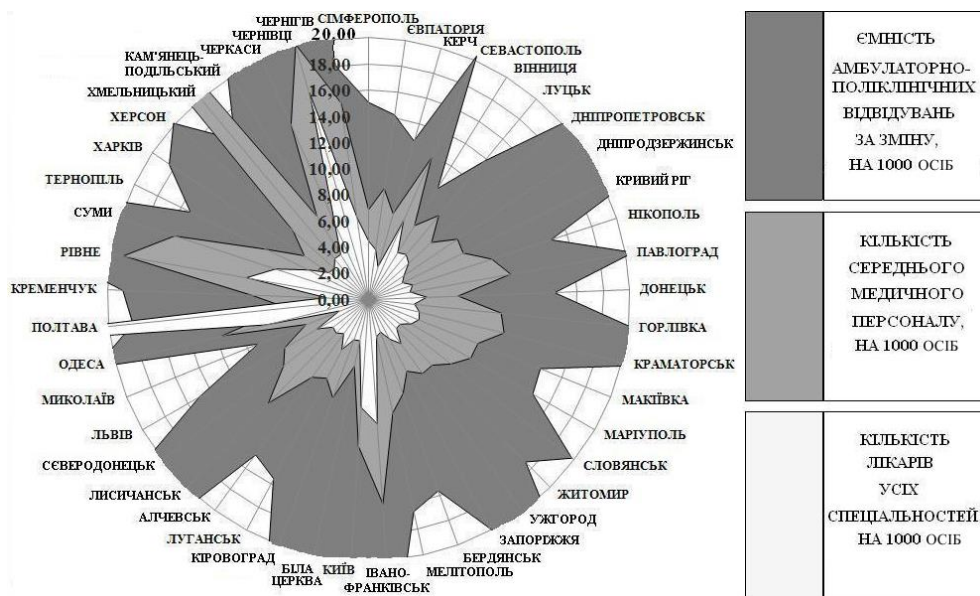 СІМФЕРОПОЛЬ
ЄВПАТОРІЯ
КЕРЧ
СЕВАСТОПОЛЬ
ВІННИЦЯ
ЛУЦЬК
ДНІПРОПЕТРОВСЬК
ДНІПРОДЗЕРЖИНСЬК
КРИВИЙ РІГ
НІКОПОЛЬ
ПАВЛОГРАД
ДОНЕЦЬК
ГОРЛІВКА
КРАМАТОРСЬК
МАКІЇВКА
МАРІУПОЛЬ
СЛОВЯНСЬК
ЖИТОМИР
УЖГОРОД
ЗАПОРІЖЖЯ
БЕРДЯНСЬК
МЕЛІТОПОЛЬ
ІВАНО-
ФРАНКІВСЬК
КИЇВ
БІЛА
ЦЕРКВА
КІРОВОГРАД
ЛУГАНСЬК
АЛЧЕВСЬК
ЛИСИЧАНСЬК
СЄВЕРОДОНЕЦЬК
ЛЬВІВ
МИКОЛАЇВ
ОДЕСА
ПОЛТАВА
КРЕМЕНЧУК
РІВНЕ
СУМИ
ТЕРНОПІЛЬ
ХАРКІВ
ХЕРСОН
ХМЕЛЬНИЦЬКИЙ
КАМ'ЯНЕЦЬ-
ПОДІЛЬСЬКИЙ
ЧЕРКАСИ
ЧЕРНІВЦІ
ЧЕРНІГІВ
20,00
18,00
16,00
14,00
12,00
10,00
8,00
6,00
4,00
2,00
0,00
ЄМНІСТЬ
АМБУЛАТОРНО-
ПОЛІКЛІНІЧНИХ
ВІДВІДУВАНЬ
ЗА ЗМІНУ,
НА 1000 ОСІБ
КІЛЬКІСТЬ
СЕРЕДНЬОГО
МЕДИЧНОГО
ПЕРСОНАЛУ,
НА 1000 ОСІБ
КІЛЬКІСТЬ
ЛІКАРІВ
УСІХ
СПЕЦІАЛЬНОСТЕЙ
НА 1000 ОСІБ